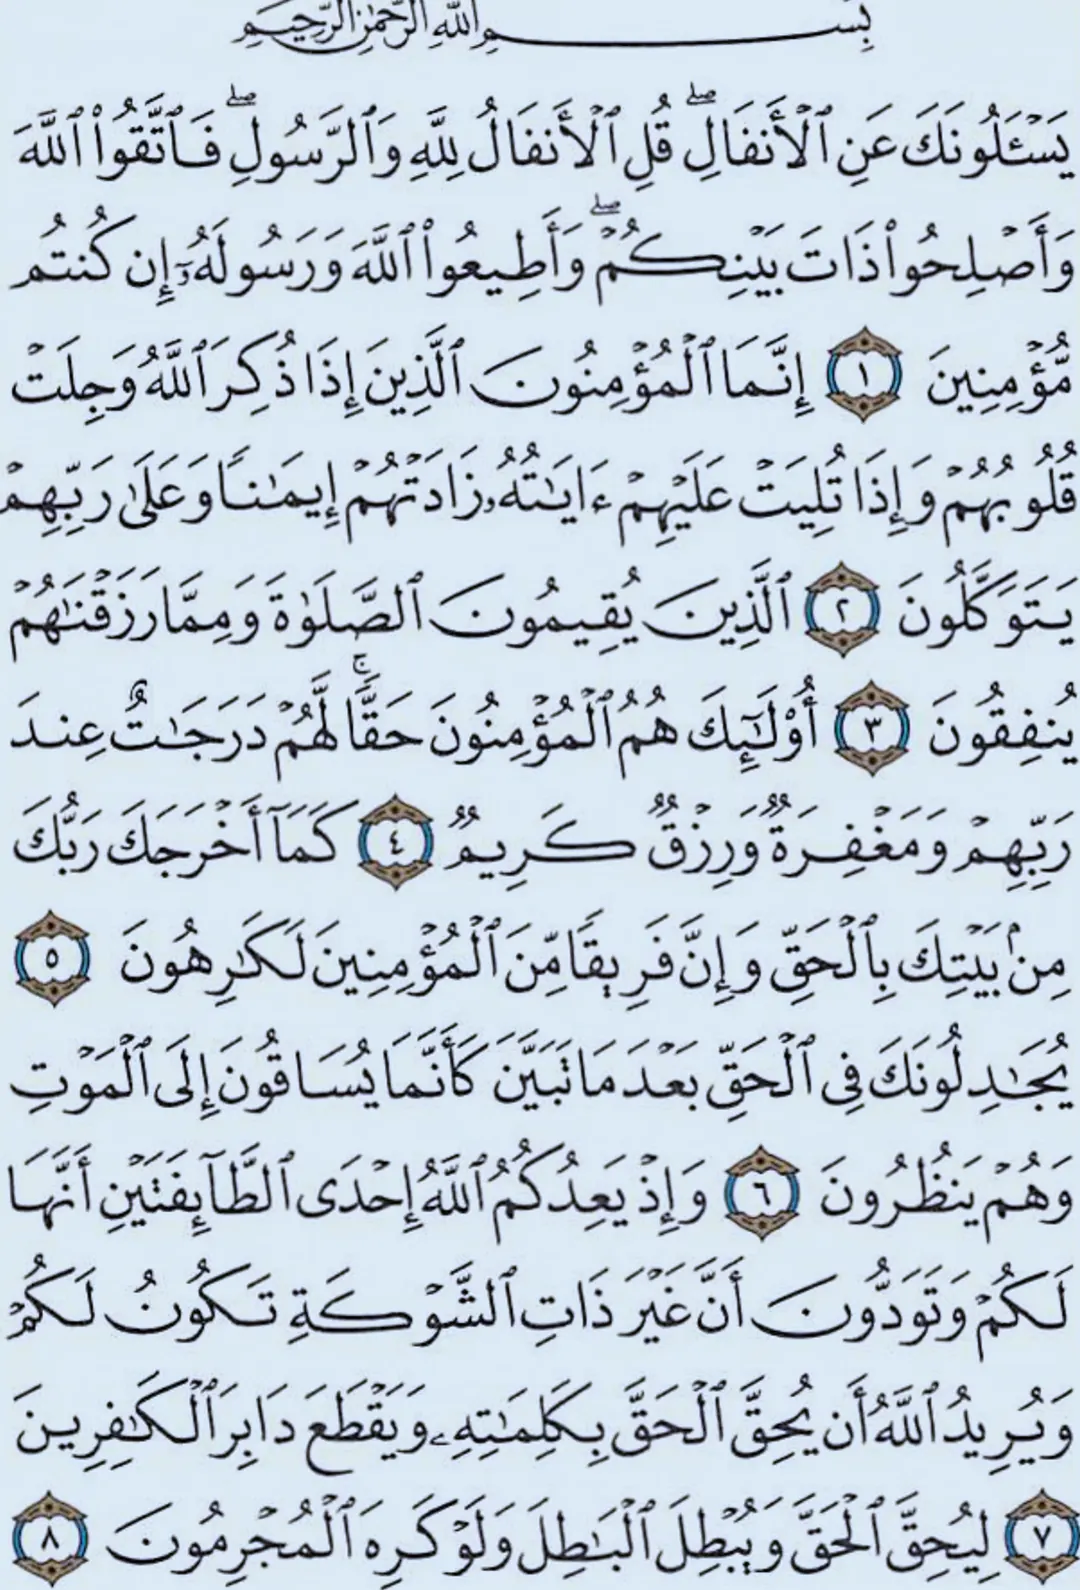 بِسْمِ اللَّهِ الرَّحْمَٰنِ الرَّحِيمِ
يَسْـَٔلُونَكَ عَنِ ٱلْأَنفَالِ ۖ قُلِ ٱلْأَنفَالُ لِلَّهِ وَٱلرَّسُولِ ۖ فَٱتَّقُوا۟ ٱللَّهَ
وَأَصْلِحُوا۟ ذَاتَ بَيْنِكُمْ ۖ وَأَطِيعُوا۟ ٱللَّهَ وَرَسُولَهُۥٓ إِن كُنتُم
مُّؤْمِنِينَ ١ إِنَّمَا ٱلْمُؤْمِنُونَ ٱلَّذِينَ إِذَا ذُكِرَ ٱللَّهُ وَجِلَتْ
قُلُوبُهُمْ وَإِذَا تُلِيَتْ عَلَيْهِمْ ءَايَـٰتُهُۥ زَادَتْهُمْ إِيمَـٰنًا وَعَلَىٰ رَبِّهِمْ
يَتَوَكَّلُونَ ٢ ٱلَّذِينَ يُقِيمُونَ ٱلصَّلَوٰةَ وَمِمَّا رَزَقْنَـٰهُمْ
يُنفِقُونَ ٣ أُو۟لَـٰٓئِكَ هُمُ ٱلْمُؤْمِنُونَ حَقًّا ۚ لَّهُمْ دَرَجَـٰتٌ عِندَ
رَبِّهِمْ وَمَغْفِرَةٌ وَرِزْقٌ كَرِيمٌ ٤ كَمَآ أَخْرَجَكَ رَبُّكَ
مِنۢ بَيْتِكَ بِٱلْحَقِّ وَإِنَّ فَرِيقًا مِّنَ ٱلْمُؤْمِنِينَ لَكَـٰرِهُونَ ٥
يُجَـٰدِلُونَكَ فِى ٱلْحَقِّ بَعْدَ مَا تَبَيَّنَ كَأَنَّمَا يُسَاقُونَ إِلَى ٱلْمَوْتِ
وَهُمْ يَنظُرُونَ ٦ وَإِذْ يَعِدُكُمُ ٱللَّهُ إِحْدَى ٱلطَّآئِفَتَيْنِ أَنَّهَا
لَكُمْ وَتَوَدُّونَ أَنَّ غَيْرَ ذَاتِ ٱلشَّوْكَةِ تَكُونُ لَكُمْ
وَيُرِيدُ ٱللَّهُ أَن يُحِقَّ ٱلْحَقَّ بِكَلِمَـٰتِهِۦ وَيَقْطَعَ دَابِرَ ٱلْكَـٰفِرِينَ
٧ لِيُحِقَّ ٱلْحَقَّ وَيُبْطِلَ ٱلْبَـٰطِلَ وَلَوْ كَرِهَ ٱلْمُجْرِمُونَ ٨